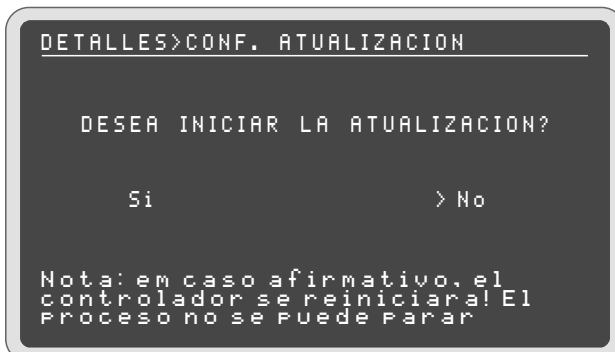 DETALLES>CONF. ATUALIZACION
DESEA INICIAR LA ATUALIZACION?
Si > No
Nota: em caso afirmativo, el
controlador se reiniciara! El
proceso no se puede parar